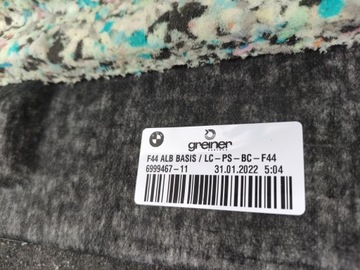 greiner
F44 ALB BASIS / LC-PS-BC-F44
6999467-11 31.01.2022 5:04